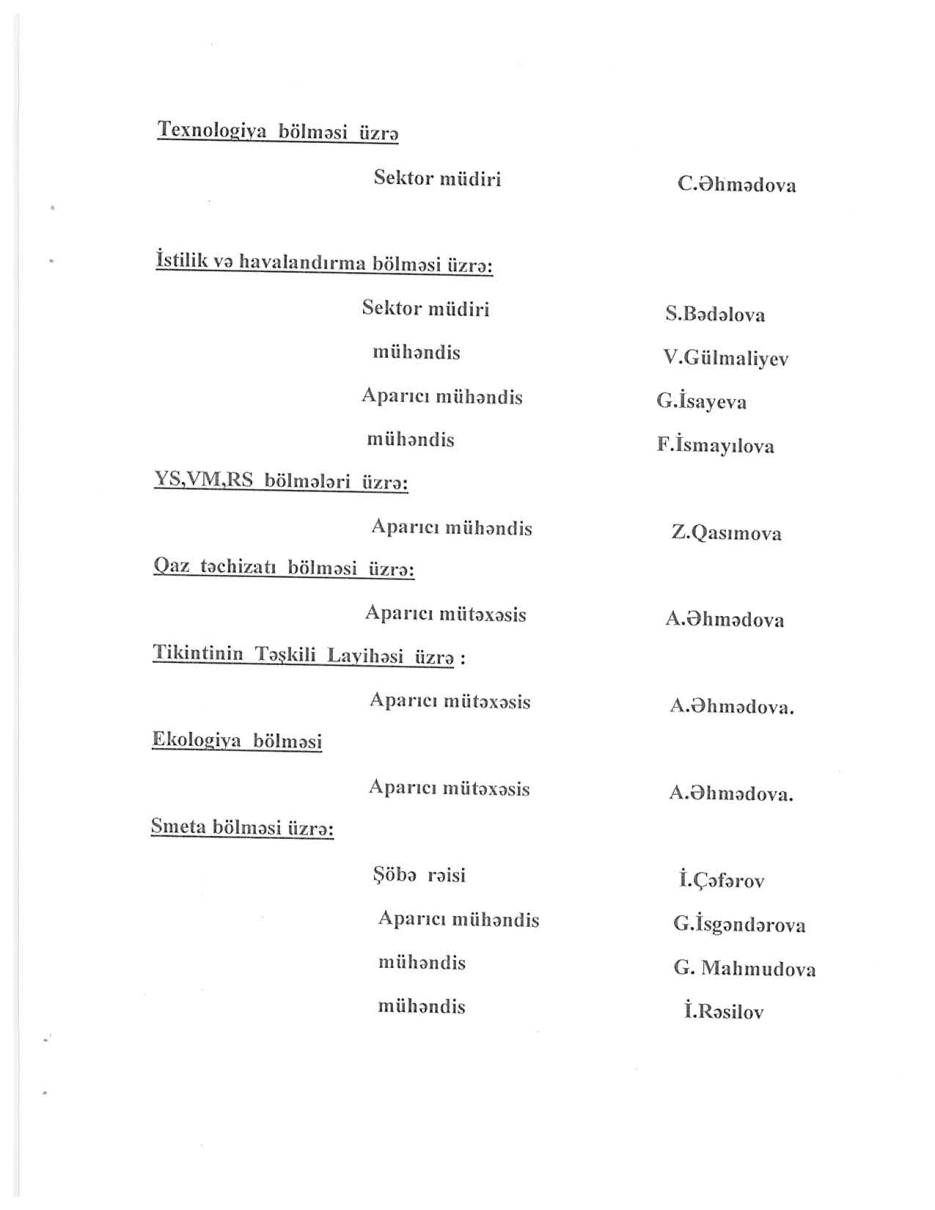 Texnologiya bölməsi üzrə
Sektor müdiri C.Əhmədova
İstilik və havalandırma bölməsi üzrə:
Sektor müdiri S.Bədəlova
mühəndis V.Gülmaliyev
Aparıcı mühəndis G.İsayeva
mühəndis F.İsmayılova
YS,VM,RS bölmələri üzrə:
Aparıcı mühəndis Z.Qasımova
Qaz təchizatı bölməsi üzrə:
Aparıcı mütəxəsis A.Əhmədova
Tikintinin Təşkili Layihəsi üzrə :
Aparıcı mütəxəsis A.Əhmədova.
Ekologiya bölməsi
Aparıcı mütəxəsis A.Əhmədova.
Smeta bölməsi üzrə:
Şöbə rəisi İ.Çəfərov
Aparıcı mühəndis G.İsgəndərova
mühəndis G. Mahmudova
mühəndis İ.Rəsilov